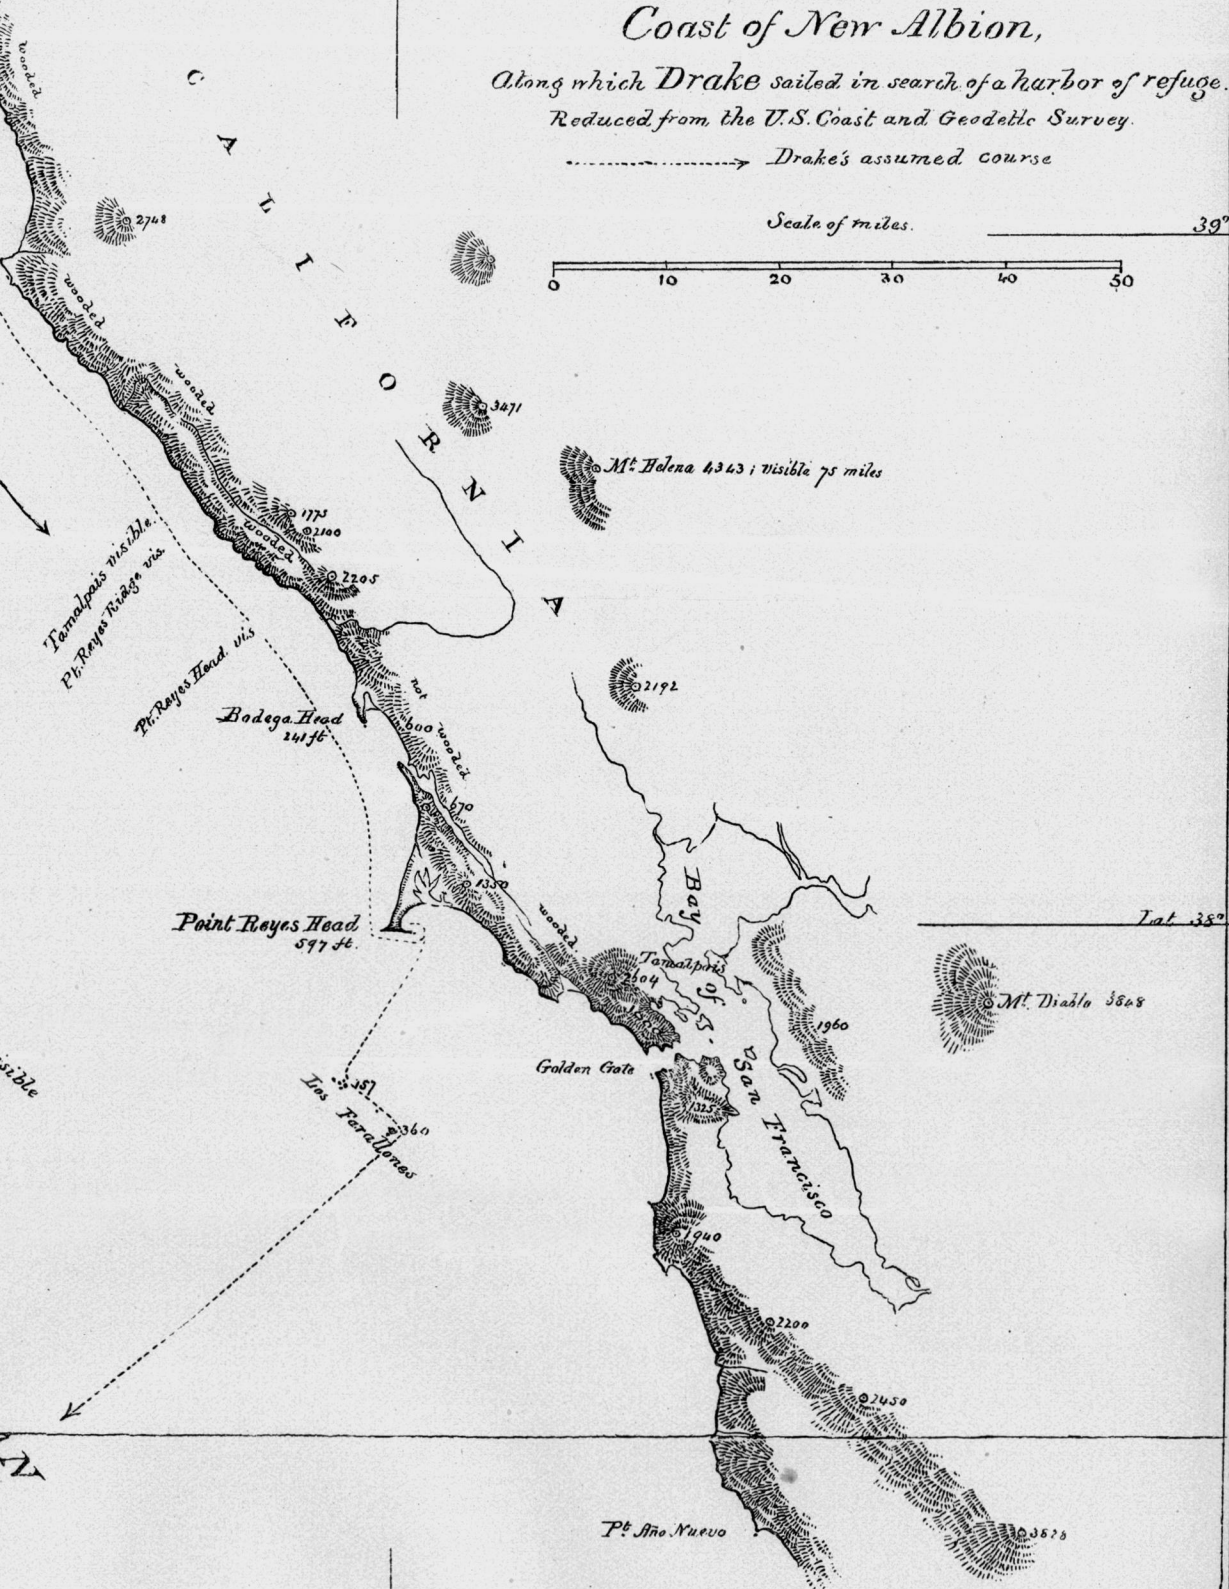 Coast of New Albion,
Along which Drake sailed in search of a harbor of refuge.
Reduced from the U.S. Coast and Geodetic Survey.
Drake's assumed course
Scale of miles.
39°
0 10 20 30 40 50
CALIFORNIA
wooded
2748
wooded
wooded
3471
Mt. Helena 4343; visible 75 miles
1775
2100
wooded
2205
Tamalpais visible.
Pt. Reyes Ridge vis.
Pt. Reyes Head vis
2192
Bodega Head
241 ft
not
600 wooded
670
1350
wooded.
Point Reyes Head
597 ft.
Lat 38°
Tamalpais
2604
Mt. Diablo 3848
1960
Bay of San Francisco
Golden Gate
1325
sible
357
Los Farallones
360
1940
2200
2450
N
Pt. Año Nuevo
3828